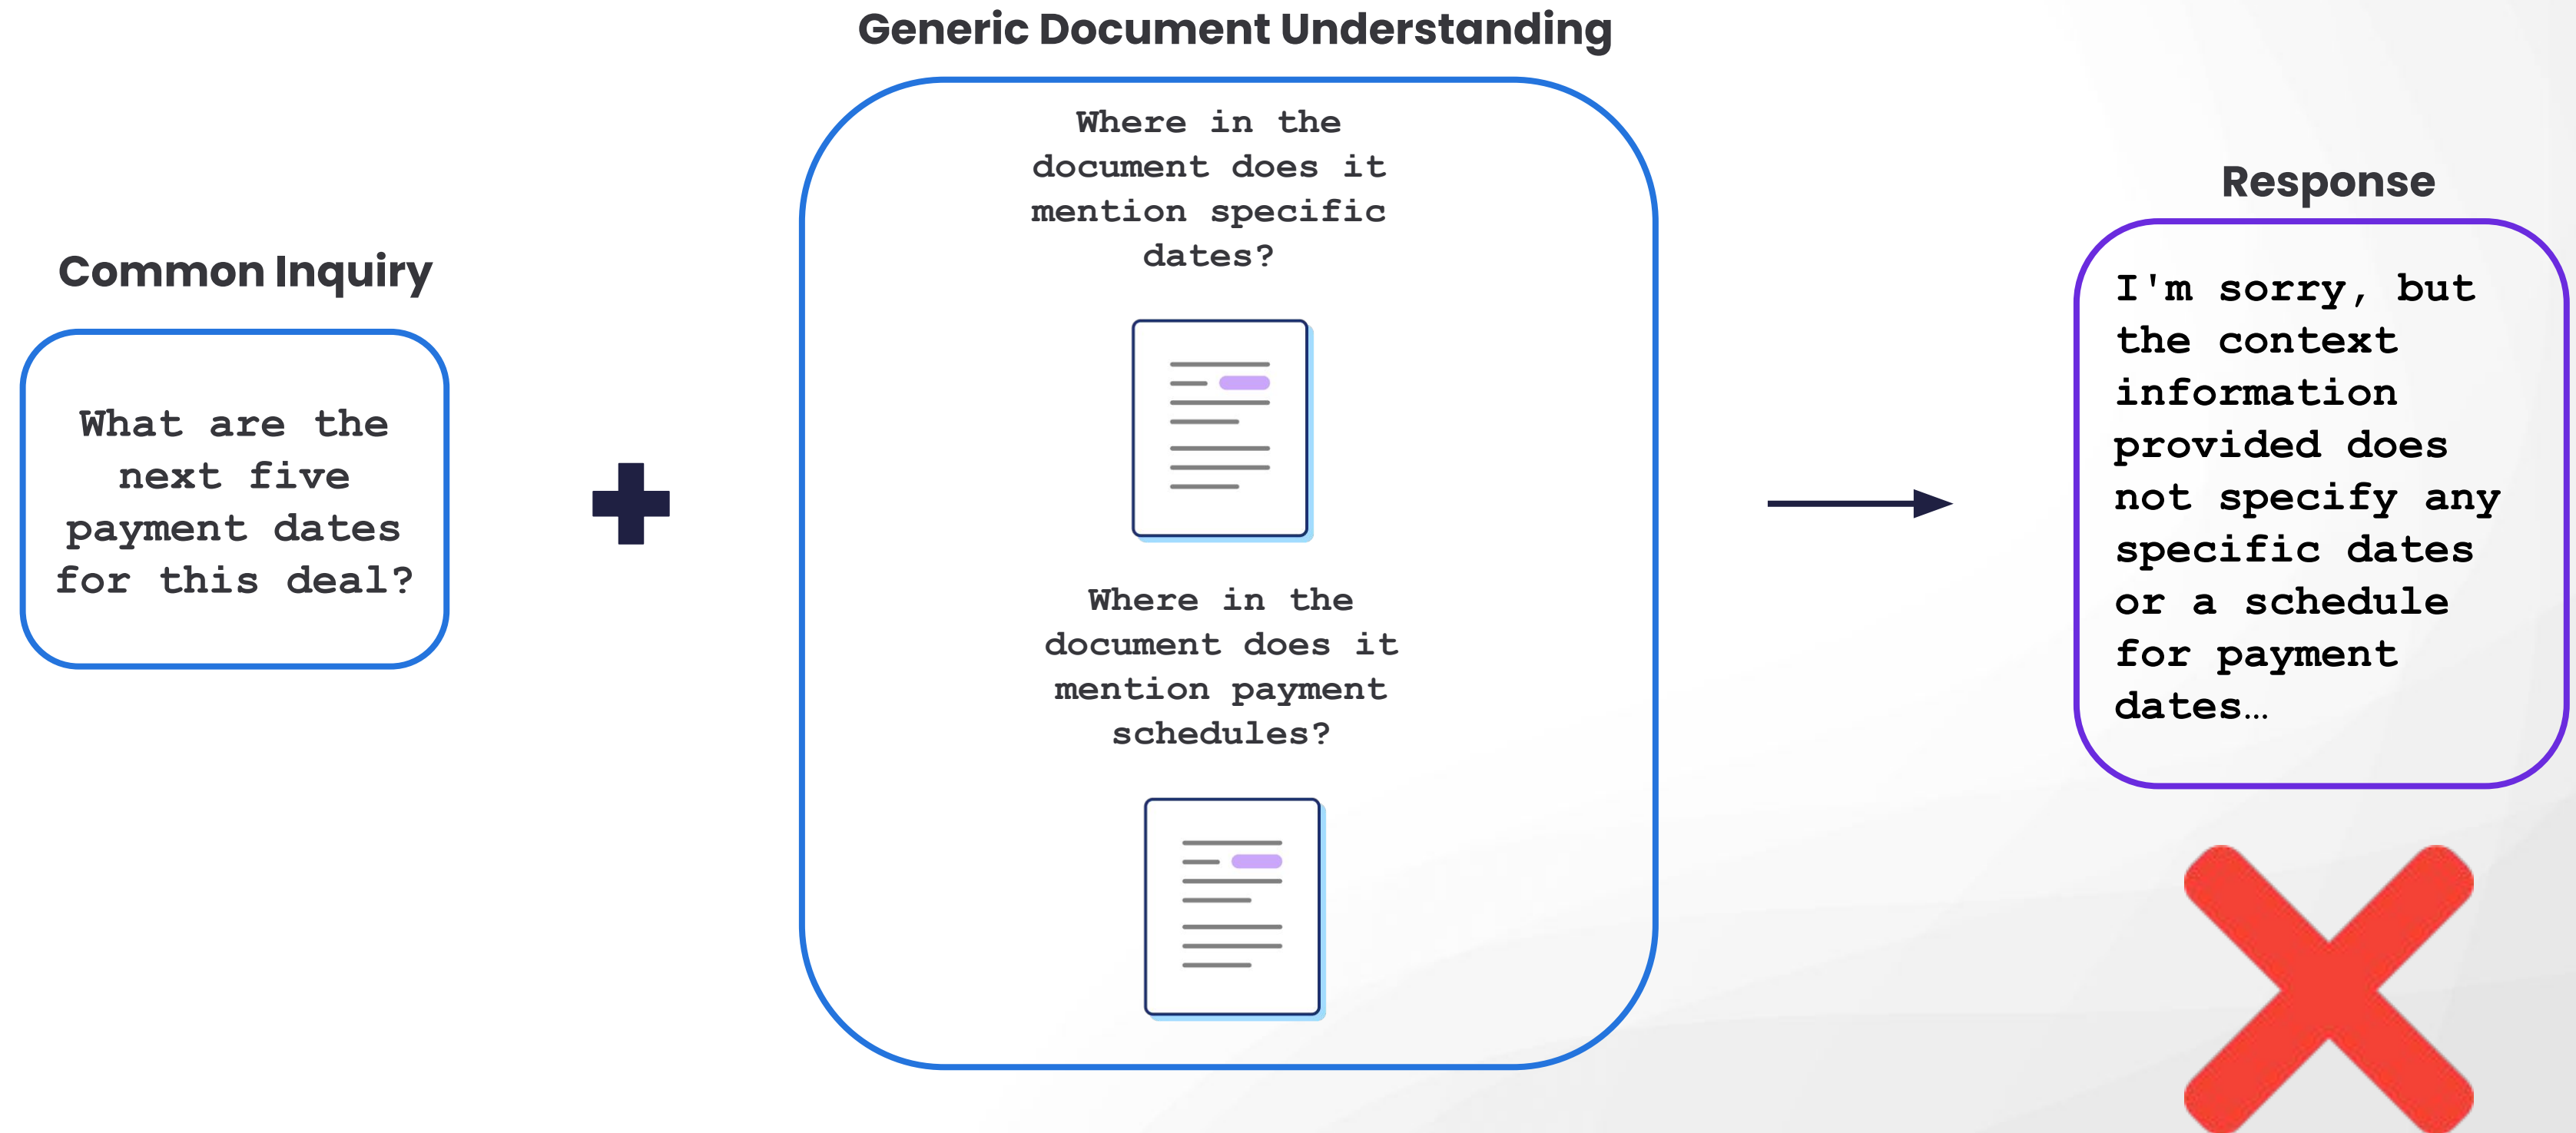 Generic Document Understanding
Common Inquiry
What are the
next five
payment dates
for this deal?
Where in the
document does it
mention specific
dates?
Where in the
document does it
mention payment
schedules?
Response
I'm sorry, but
the context
information
provided does
not specify any
specific dates
or a schedule
for payment
dates…